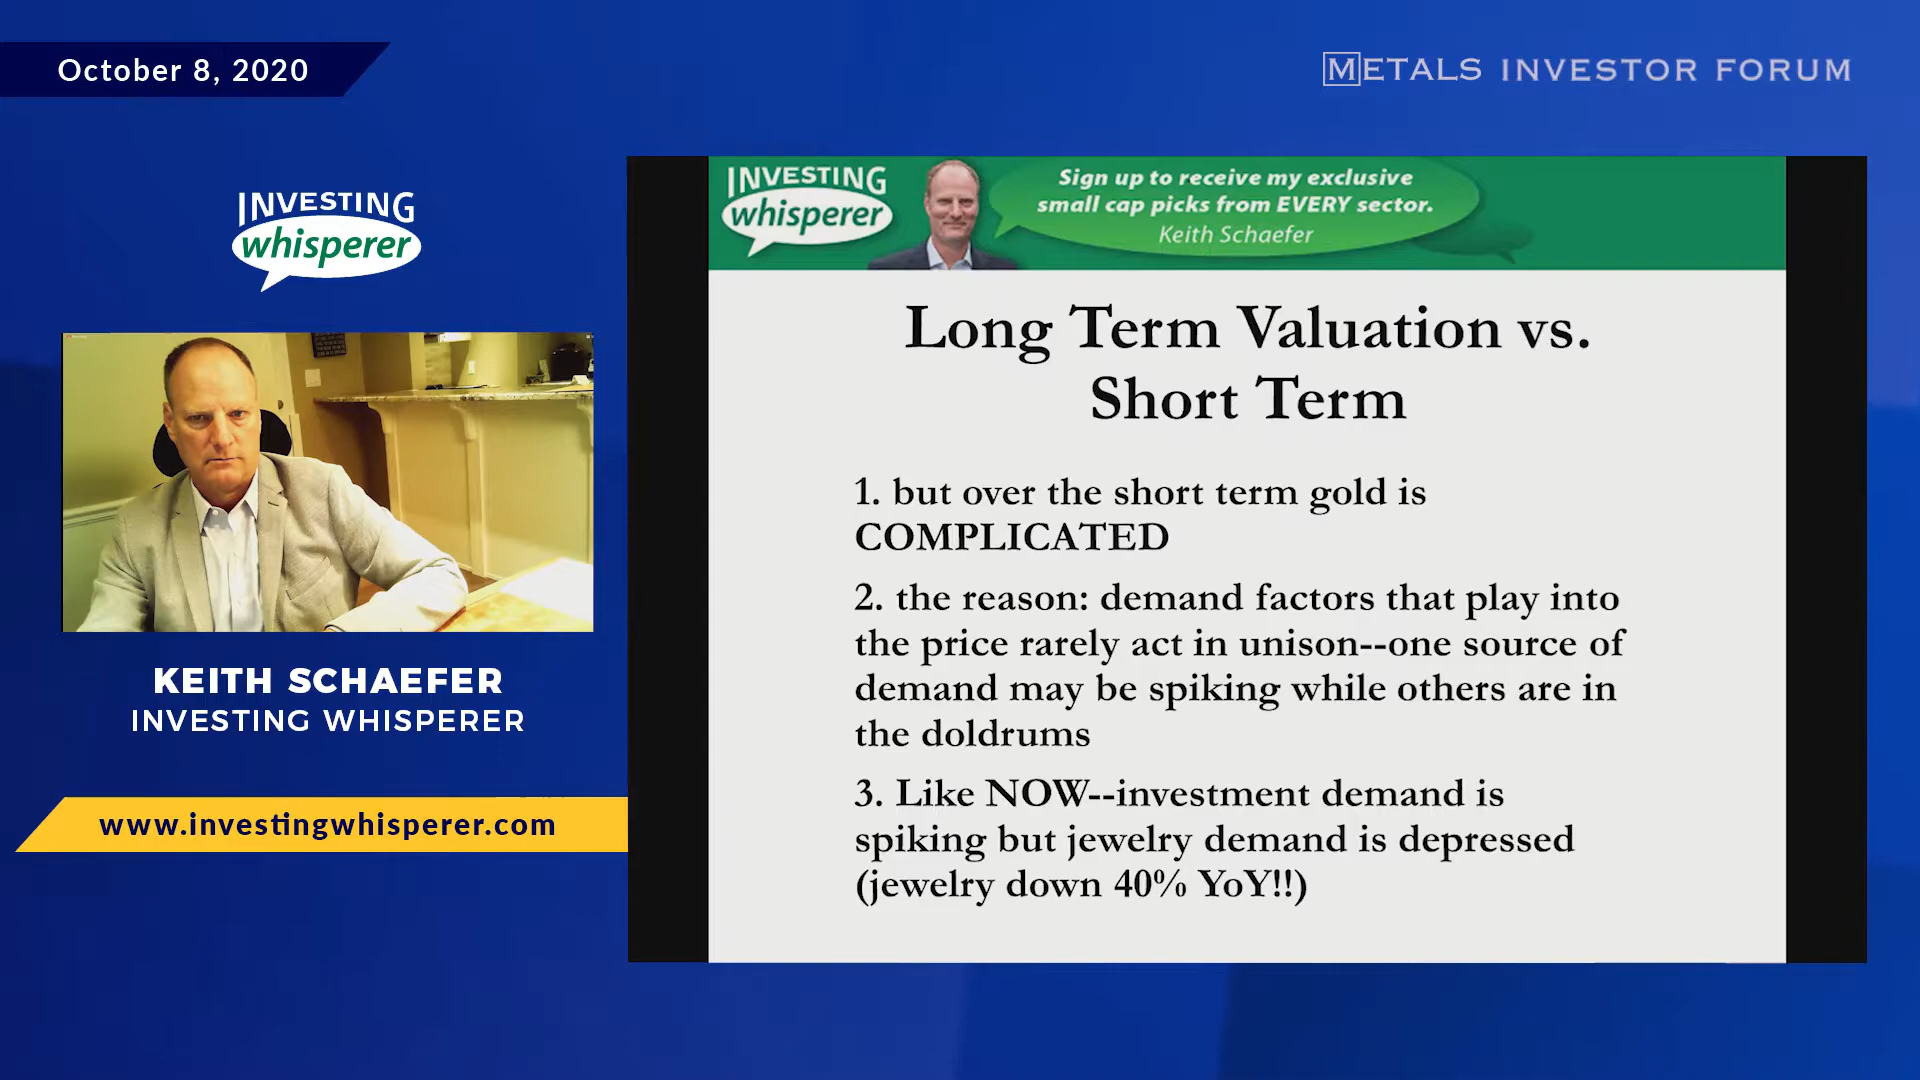 October 8, 2020
METALS INVESTOR FORUM
INVESTING
whisperer
KEITH SCHAEFER
INVESTING WHISPERER
www.investingwhisperer.com
INVESTING
whisperer
Sign up to receive my exclusive
small cap picks from EVERY sector.
Keith Schaefer
Long Term Valuation vs.
Short Term
1. but over the short term gold is
COMPLICATED
2. the reason: demand factors that play into
the price rarely act in unison--one source of
demand may be spiking while others are in
the doldrums
3. Like NOW--investment demand is
spiking but jewelry demand is depressed
(jewelry down 40% YoY!!)